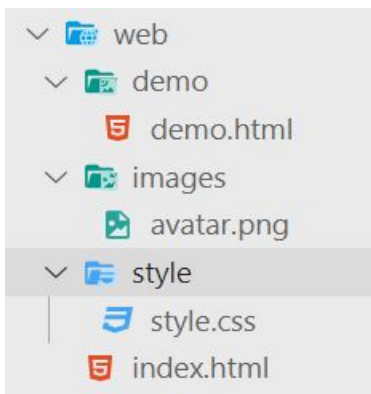 web
demo
demo.html
images
avatar.png
style
style.css
index.html